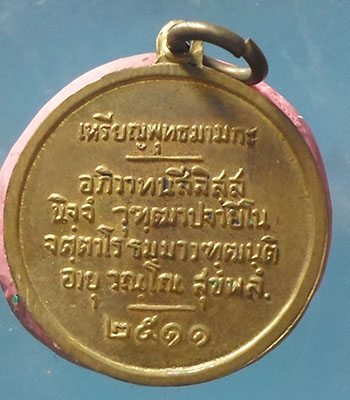 เหรียญพุทธมามกะ
อภิวาทนสีลิสฺส
นิจฺจํ วุฑฺฒาปจายิโน
จตฺตาโร ธมฺมา วฑฺฒนฺติ
อายุ วณฺโณ สุขํ พลํ.
๒๕๑๑